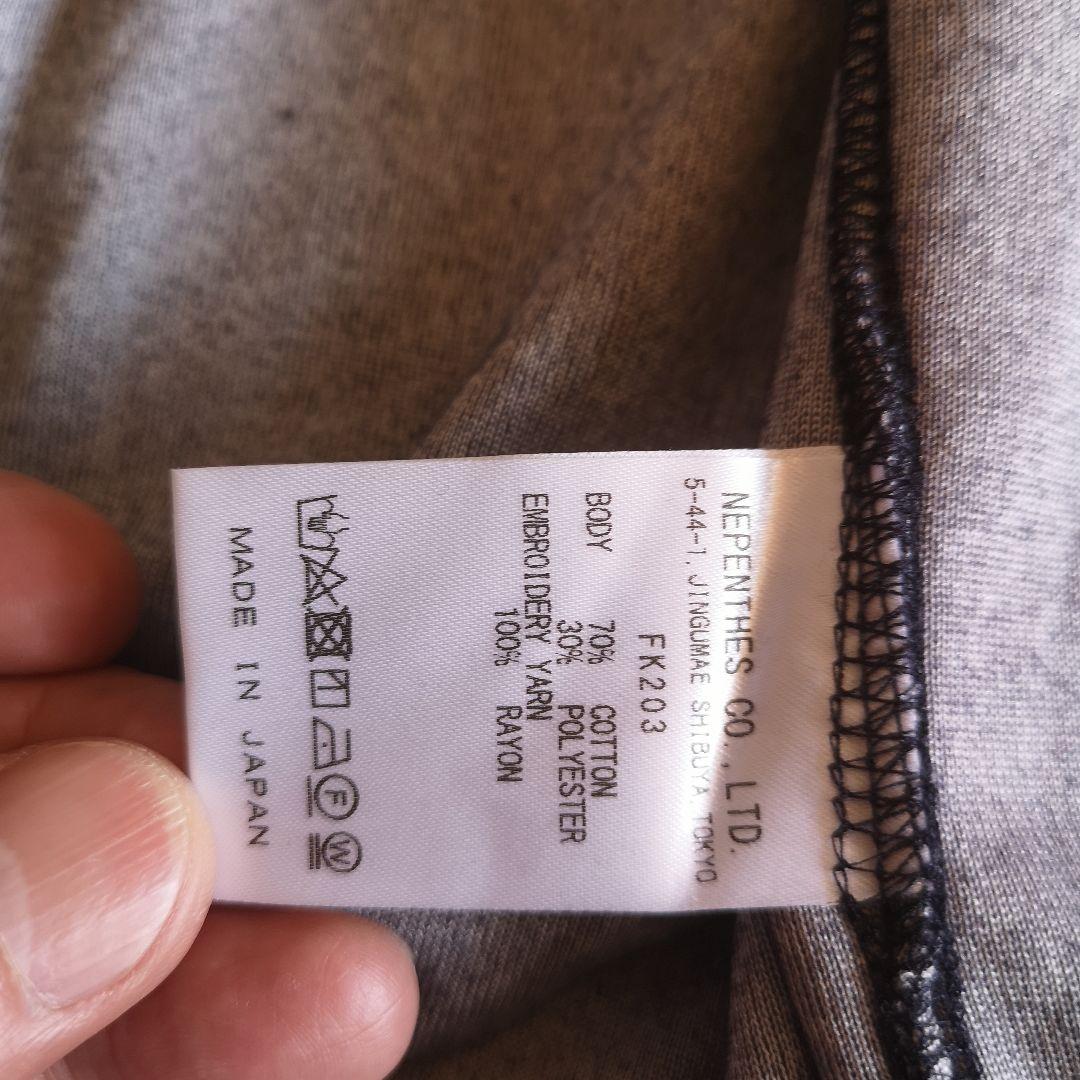 NEPENTHES CO., LTD.
5-44-1, JINGUMAE SHIBUYA, TOKYO
FK203
BODY 70% COTTON
30% POLYESTER
EMBROIDERY YARN
100% RAYON
F W
MADE IN JAPAN